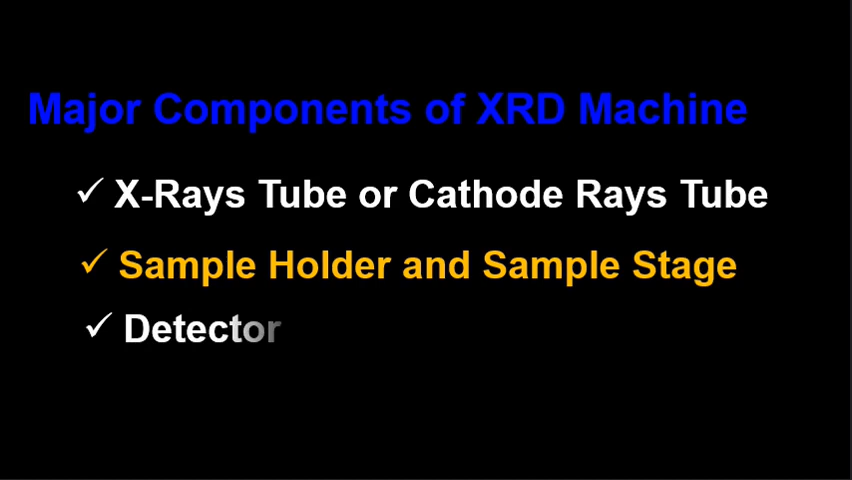 Major Components of XRD Machine
✓ X-Rays Tube or Cathode Rays Tube
✓ Sample Holder and Sample Stage
✓ Detector